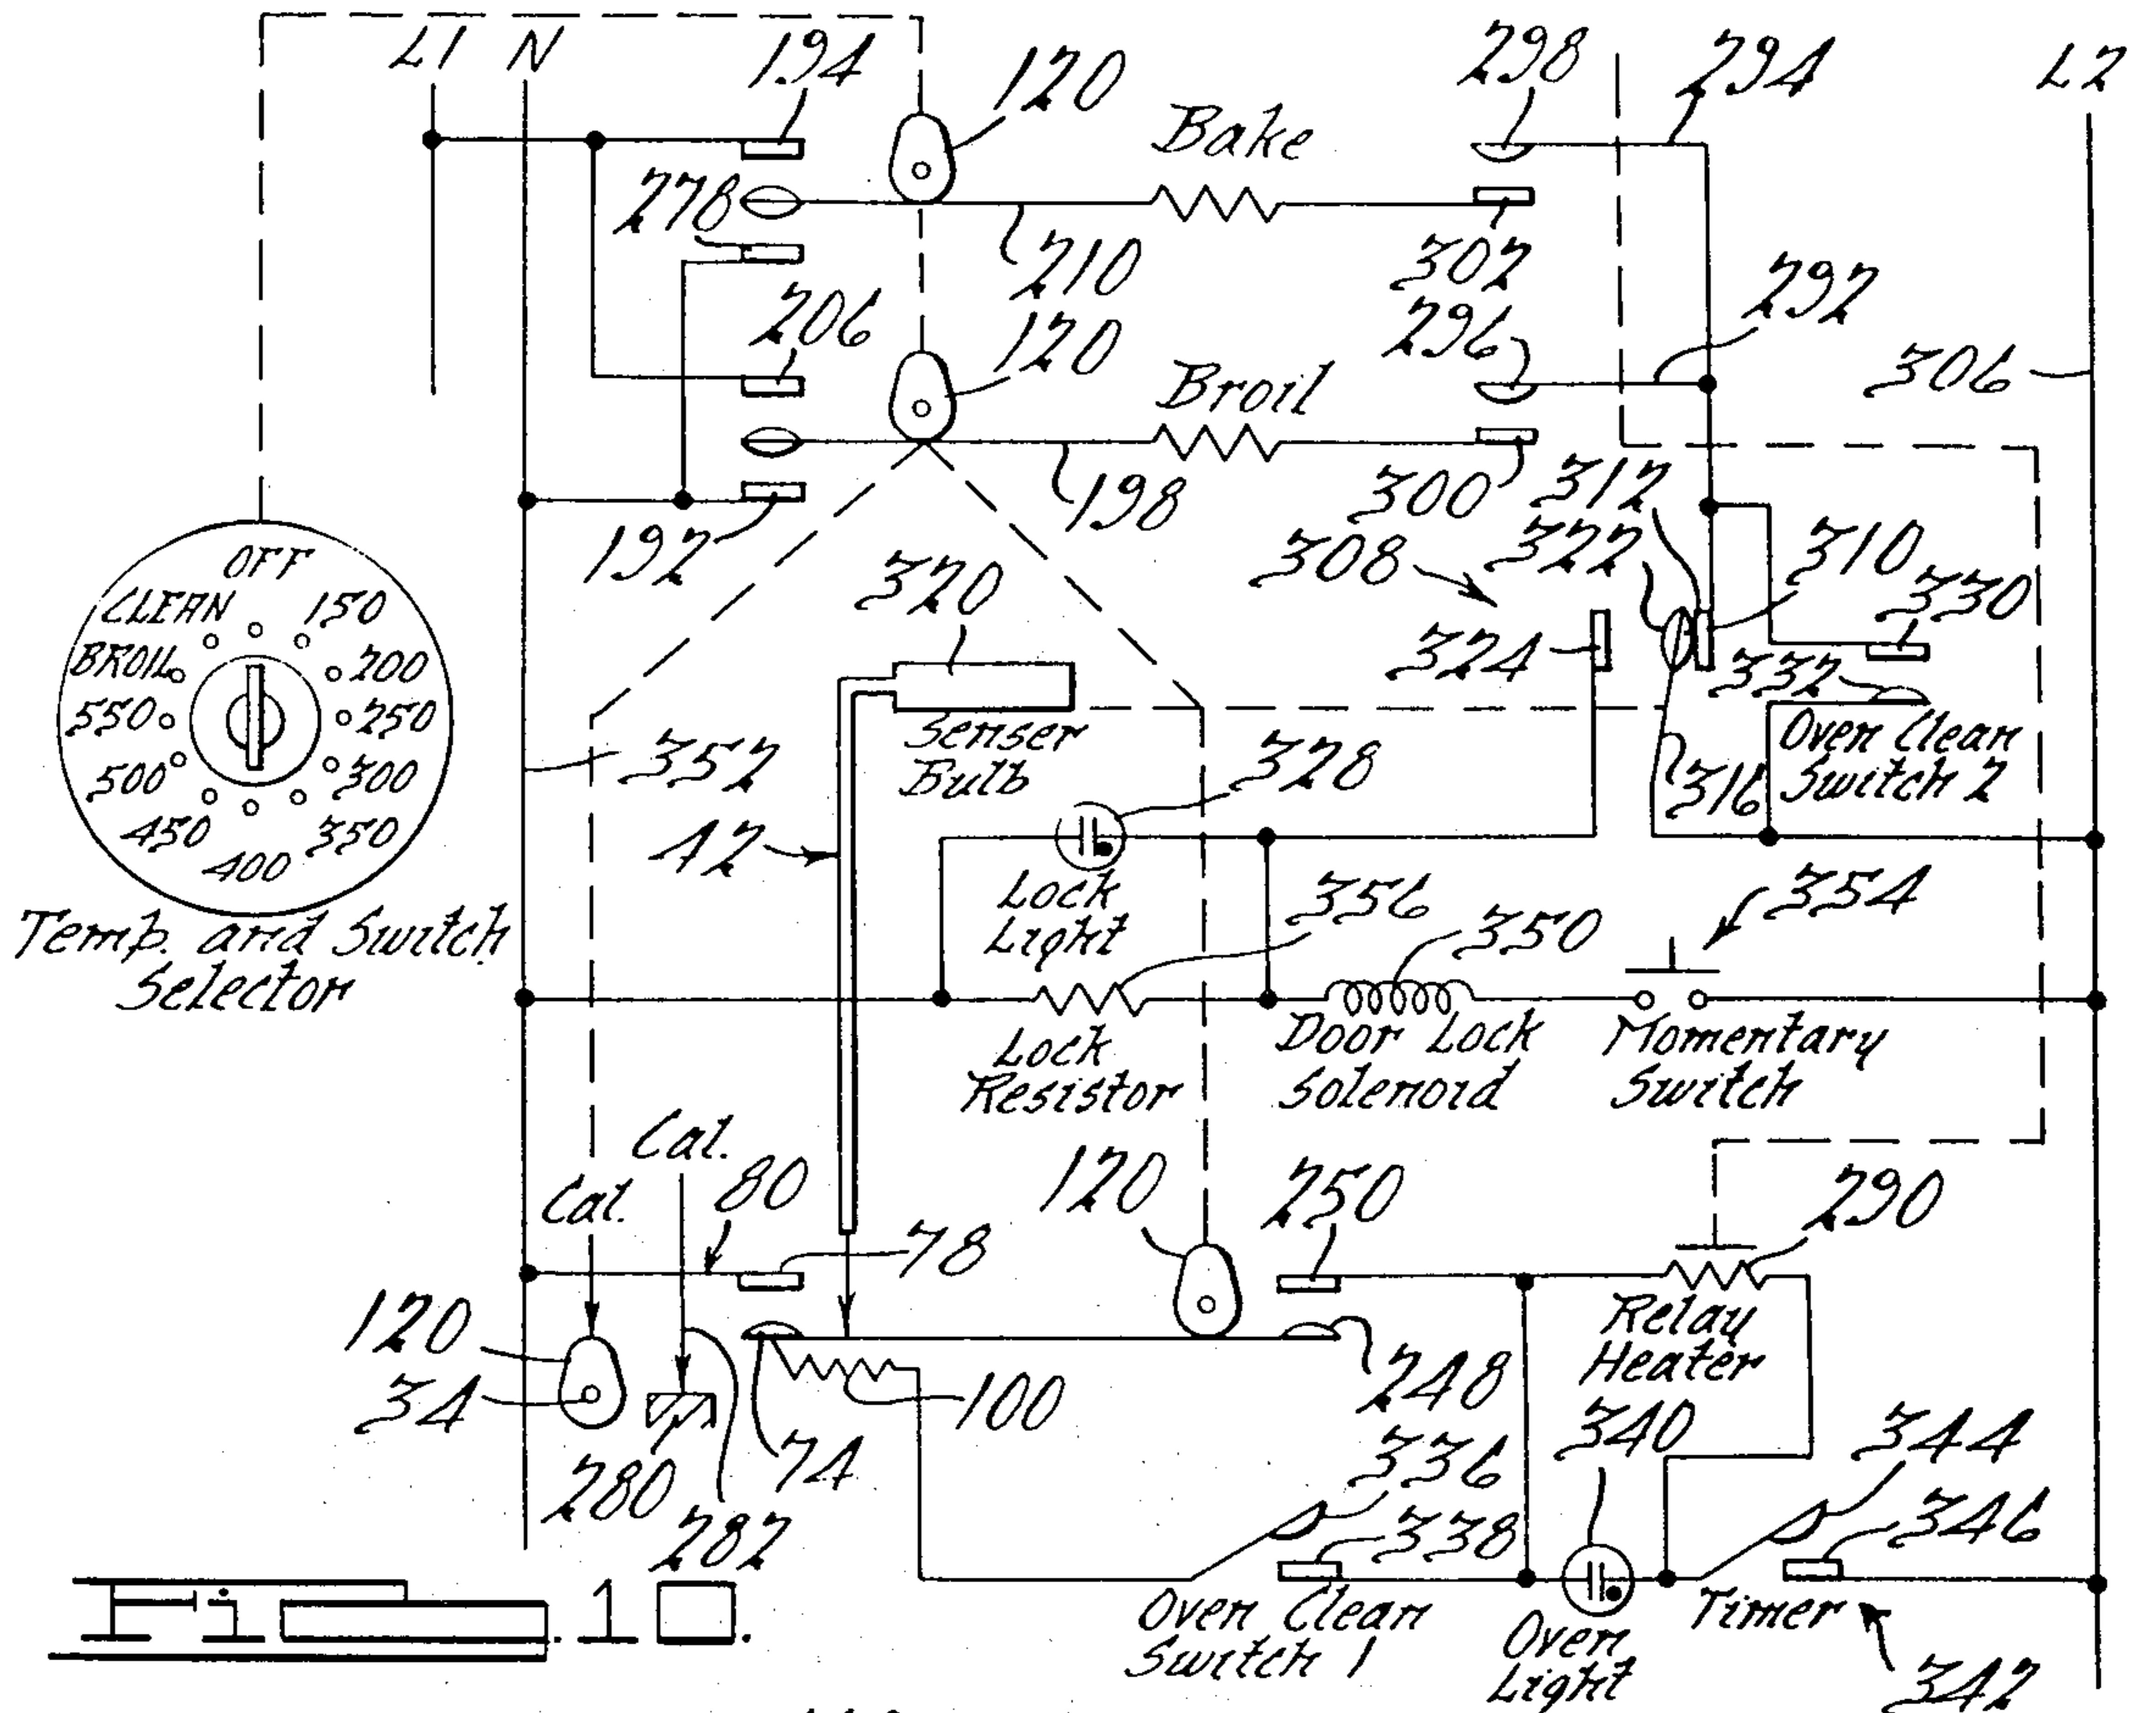 L1 N 194 120 298 294 L2
Bake
278
210 302 292
206 120 296 306
Broil
198 300 312
192 308 322 310 330
320
324 332
Senser
Bulb
OFF
CLEAN 150
BROIL 200
550 250
500 300
450 350
400
Temp. and Switch
Selector
352 328 316
Oven Clean
Switch 2
42
Lock
Light
356 350 354
Lock
Resistor
Door Lock
Solenoid
Momentary
Switch
Cal.
Cal. 80 120 250 290
78
Relay
Heater
120
34 100 248
280 74 336 340 344
282 338 346
Oven Clean
Switch 1
Oven
Light
Timer
342
Fig. 10.